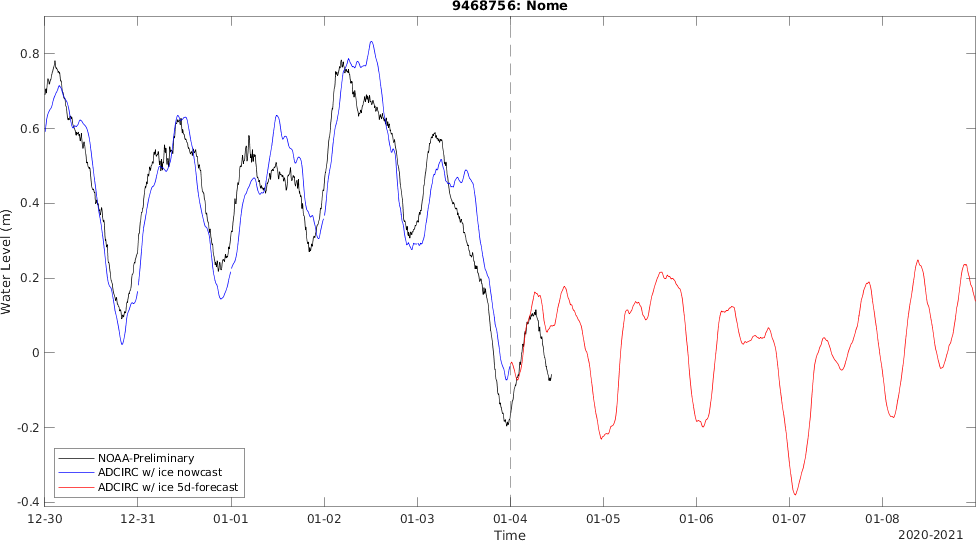 9468756: Nome
Water Level (m)
0.8
0.6
0.4
0.2
0
-0.2
-0.4
NOAA-Preliminary
ADCIRC w/ ice nowcast
ADCIRC w/ ice 5d-forecast
12-30 12-31 01-01 01-02 01-03 01-04 01-05 01-06 01-07 01-08
Time
2020-2021